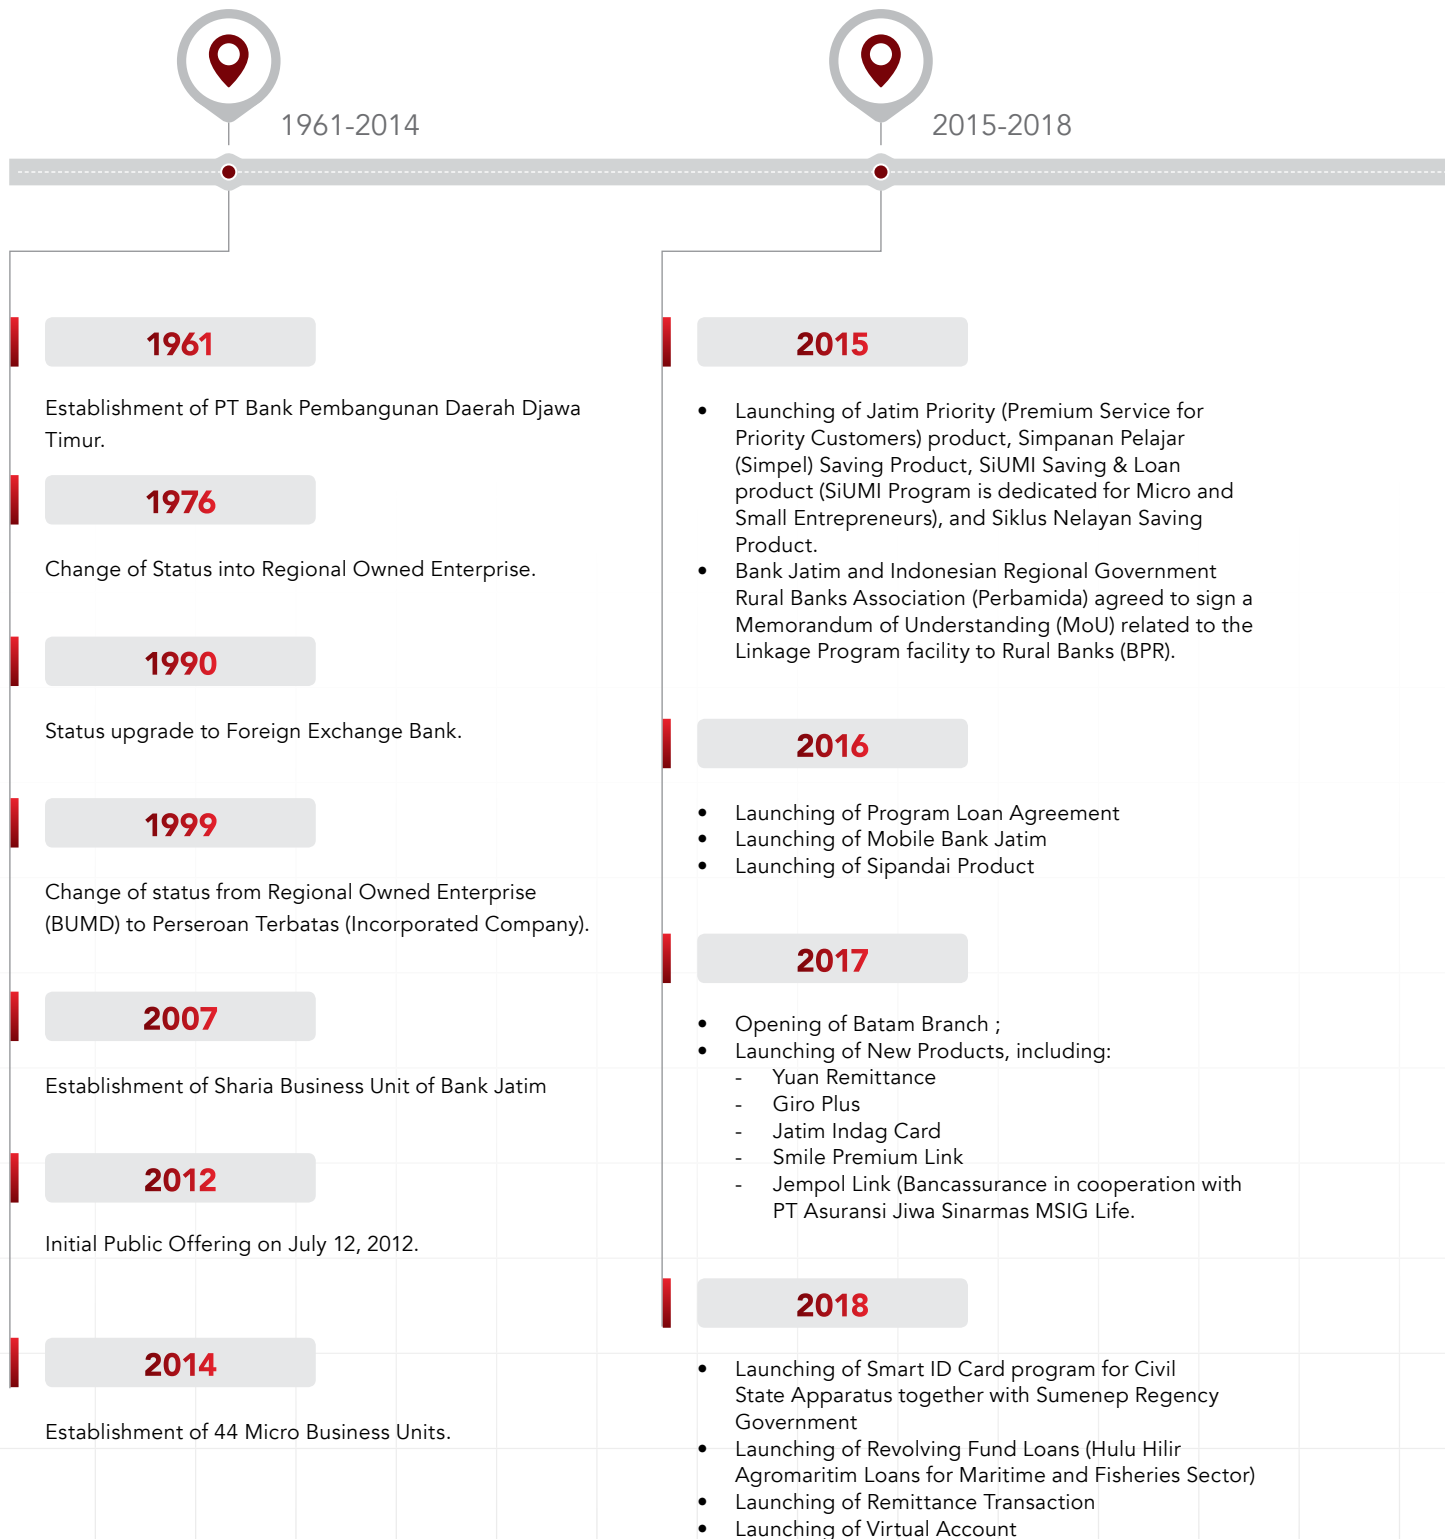 1961-2014
1961
Establishment of PT Bank Pembangunan Daerah Djawa
Timur.
1976
Change of Status into Regional Owned Enterprise.
1990
Status upgrade to Foreign Exchange Bank.
1999
Change of status from Regional Owned Enterprise
(BUMD) to Perseroan Terbatas (Incorporated Company).
2007
Establishment of Sharia Business Unit of Bank Jatim
2012
Initial Public Offering on July 12, 2012.
2014
Establishment of 44 Micro Business Units.
2015-2018
2015
• Launching of Jatim Priority (Premium Service for
Priority Customers) product, Simpanan Pelajar
(Simpel) Saving Product, SiUMI Saving & Loan
product (SiUMI Program is dedicated for Micro and
Small Entrepreneurs), and Siklus Nelayan Saving
Product.
• Bank Jatim and Indonesian Regional Government
Rural Banks Association (Perbamida) agreed to sign a
Memorandum of Understanding (MoU) related to the
Linkage Program facility to Rural Banks (BPR).
2016
• Launching of Program Loan Agreement
• Launching of Mobile Bank Jatim
• Launching of Sipandai Product
2017
• Opening of Batam Branch ;
• Launching of New Products, including:
- Yuan Remittance
- Giro Plus
- Jatim Indag Card
- Smile Premium Link
- Jempol Link (Bancassurance in cooperation with
PT Asuransi Jiwa Sinarmas MSIG Life.
2018
• Launching of Smart ID Card program for Civil
State Apparatus together with Sumenep Regency
Government
• Launching of Revolving Fund Loans (Hulu Hilir
Agromaritim Loans for Maritime and Fisheries Sector)
• Launching of Remittance Transaction
• Launching of Virtual Account